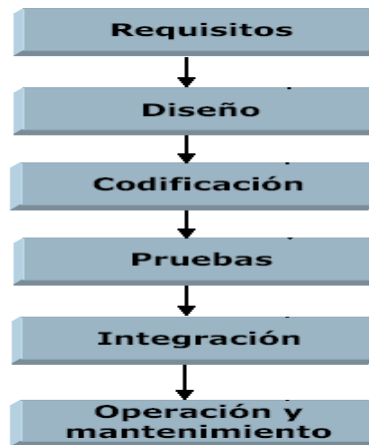 Requisitos
Diseño
Codificación
Pruebas
Integración
Operación y
mantenimiento